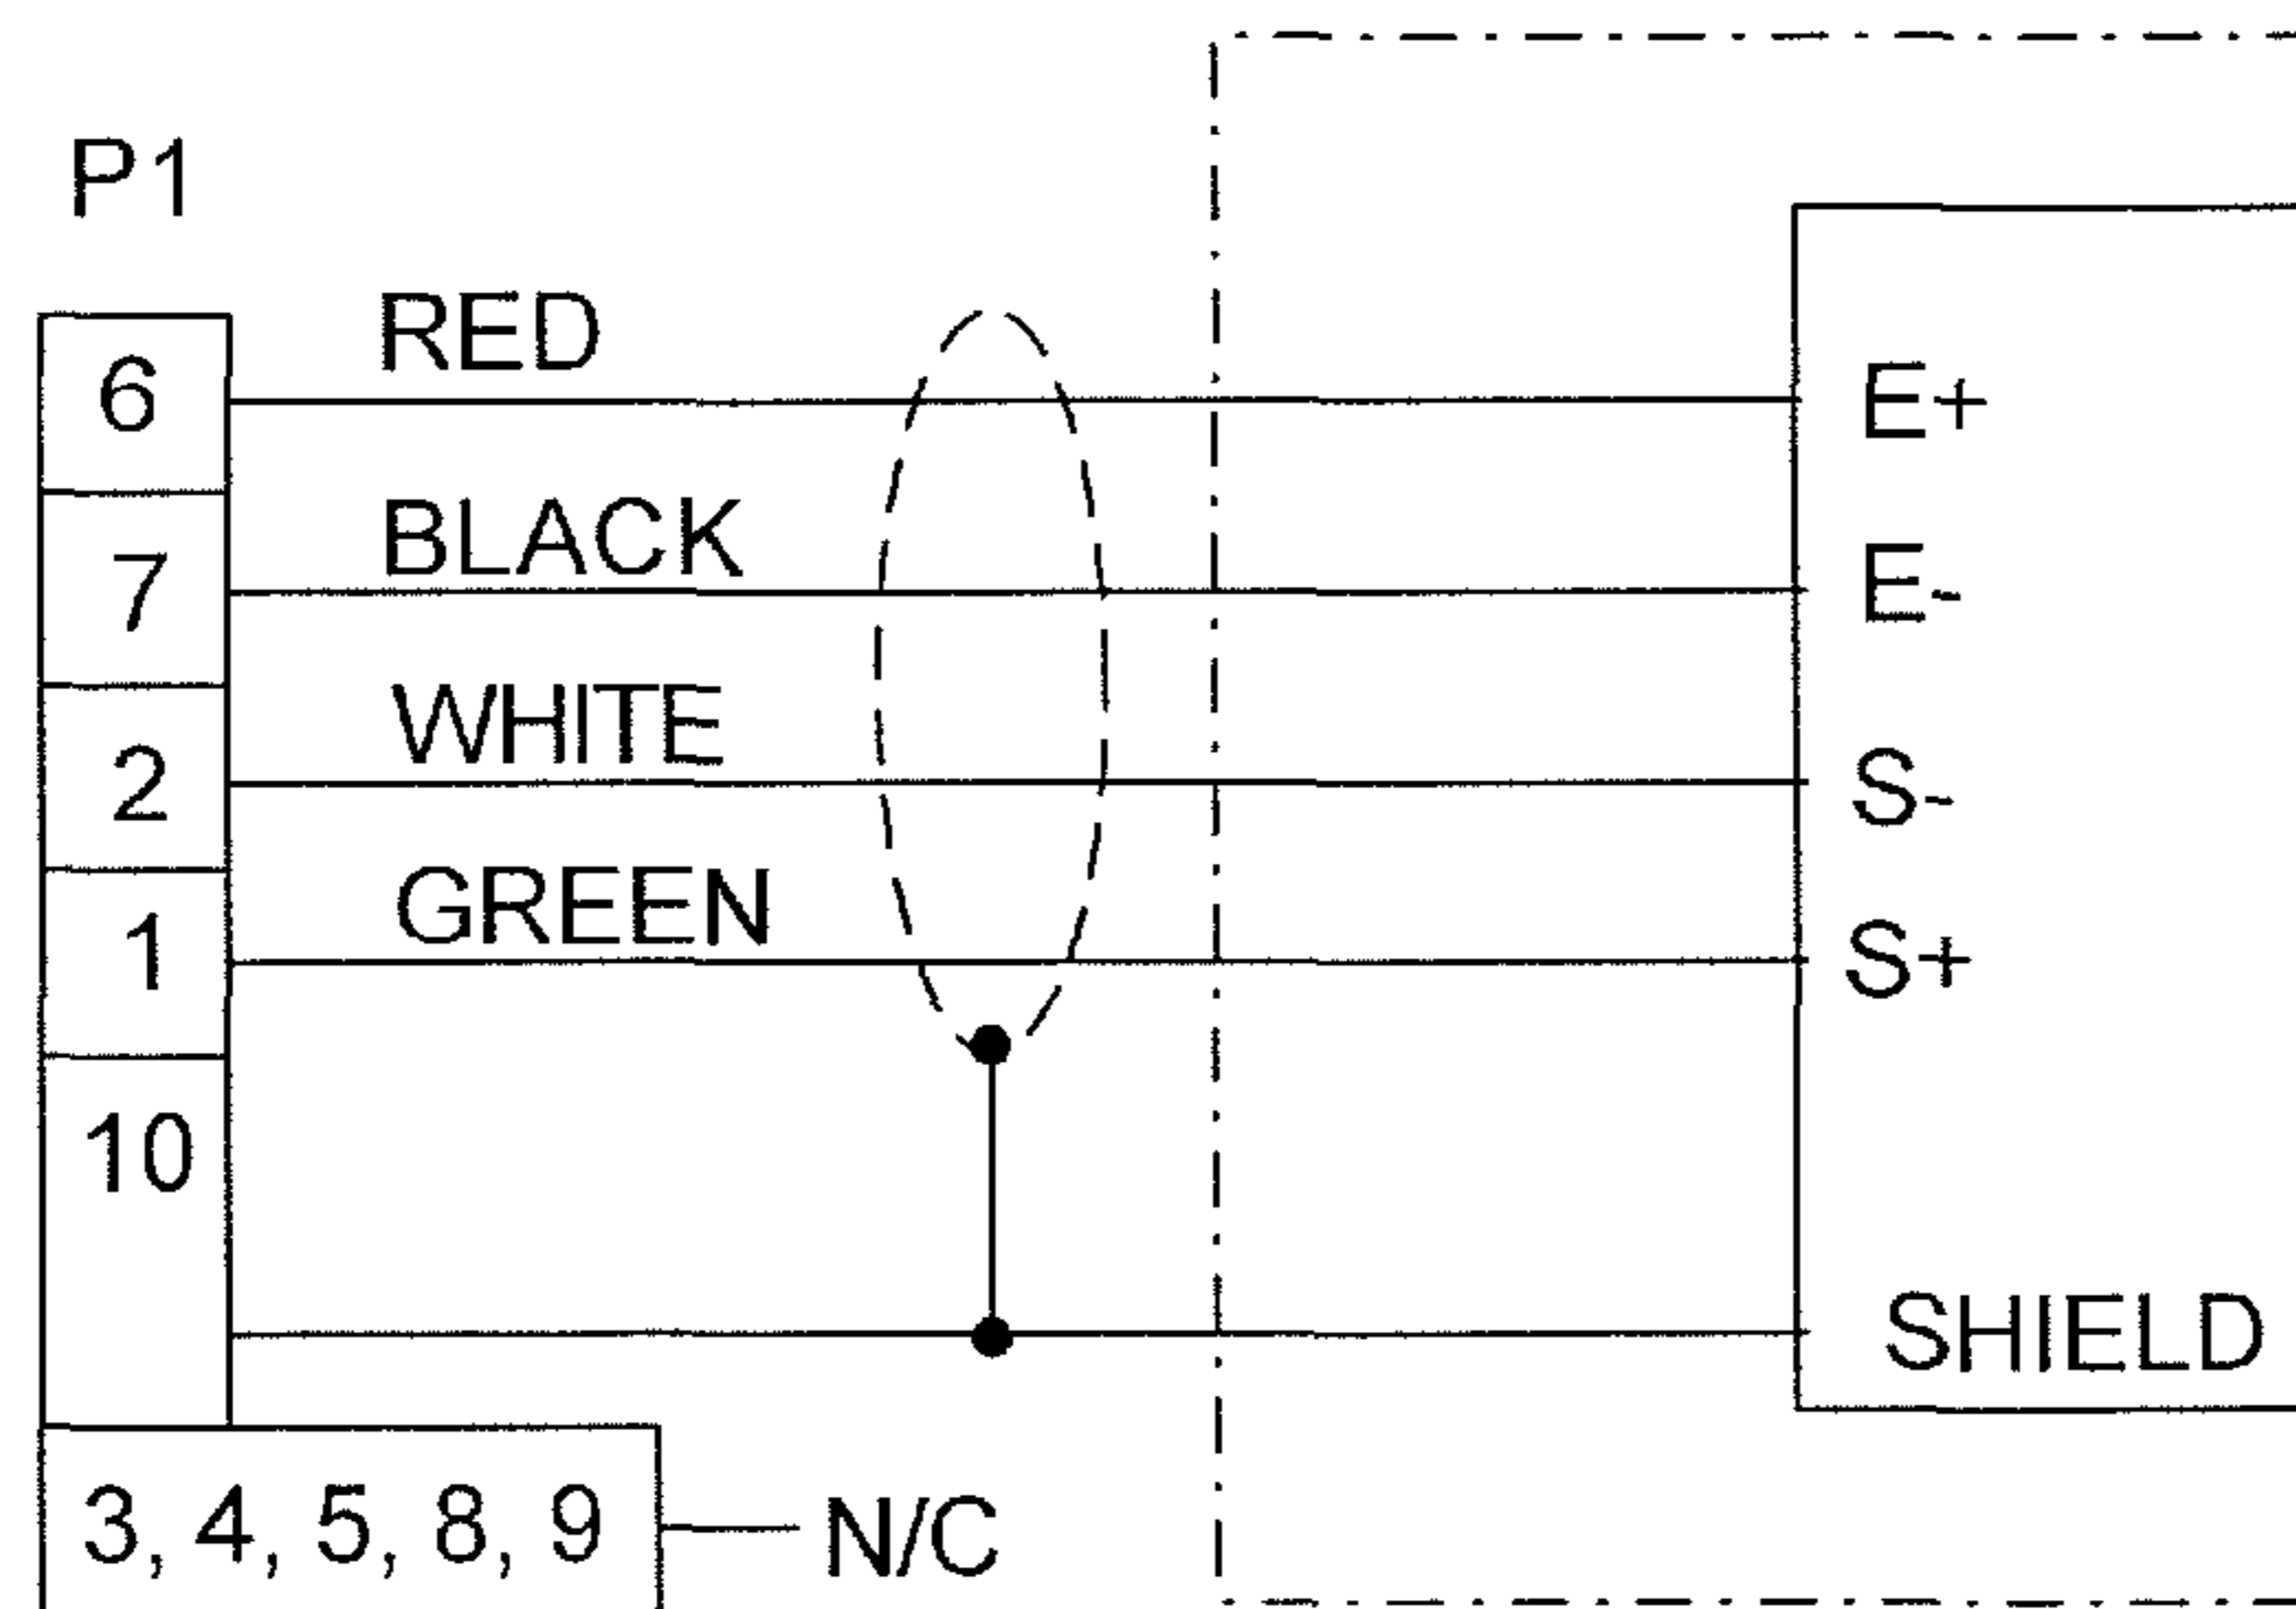 P1
6 RED E+
7 BLACK E-
2 WHITE S-
1 GREEN S+
10
SHIELD
3, 4, 5, 8, 9 N/C